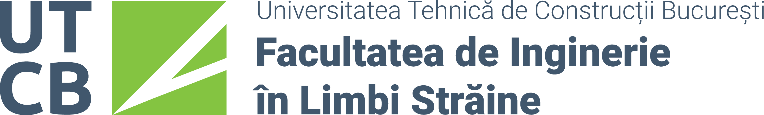 UT
CB
Universitatea Tehnică de Construcții București
Facultatea de Inginerie
în Limbi Străine